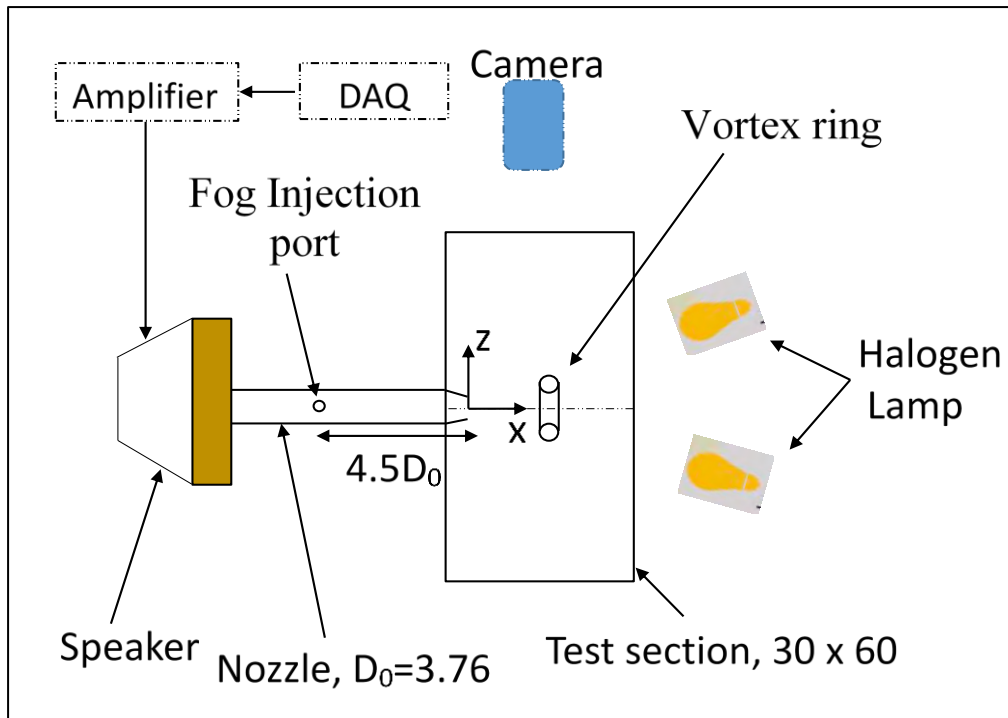 Camera
Amplifier
DAQ
Vortex ring
Fog Injection
port
z
x
4.5D₀
Halogen
Lamp
Speaker
Nozzle, D₀=3.76
Test section, 30 x 60